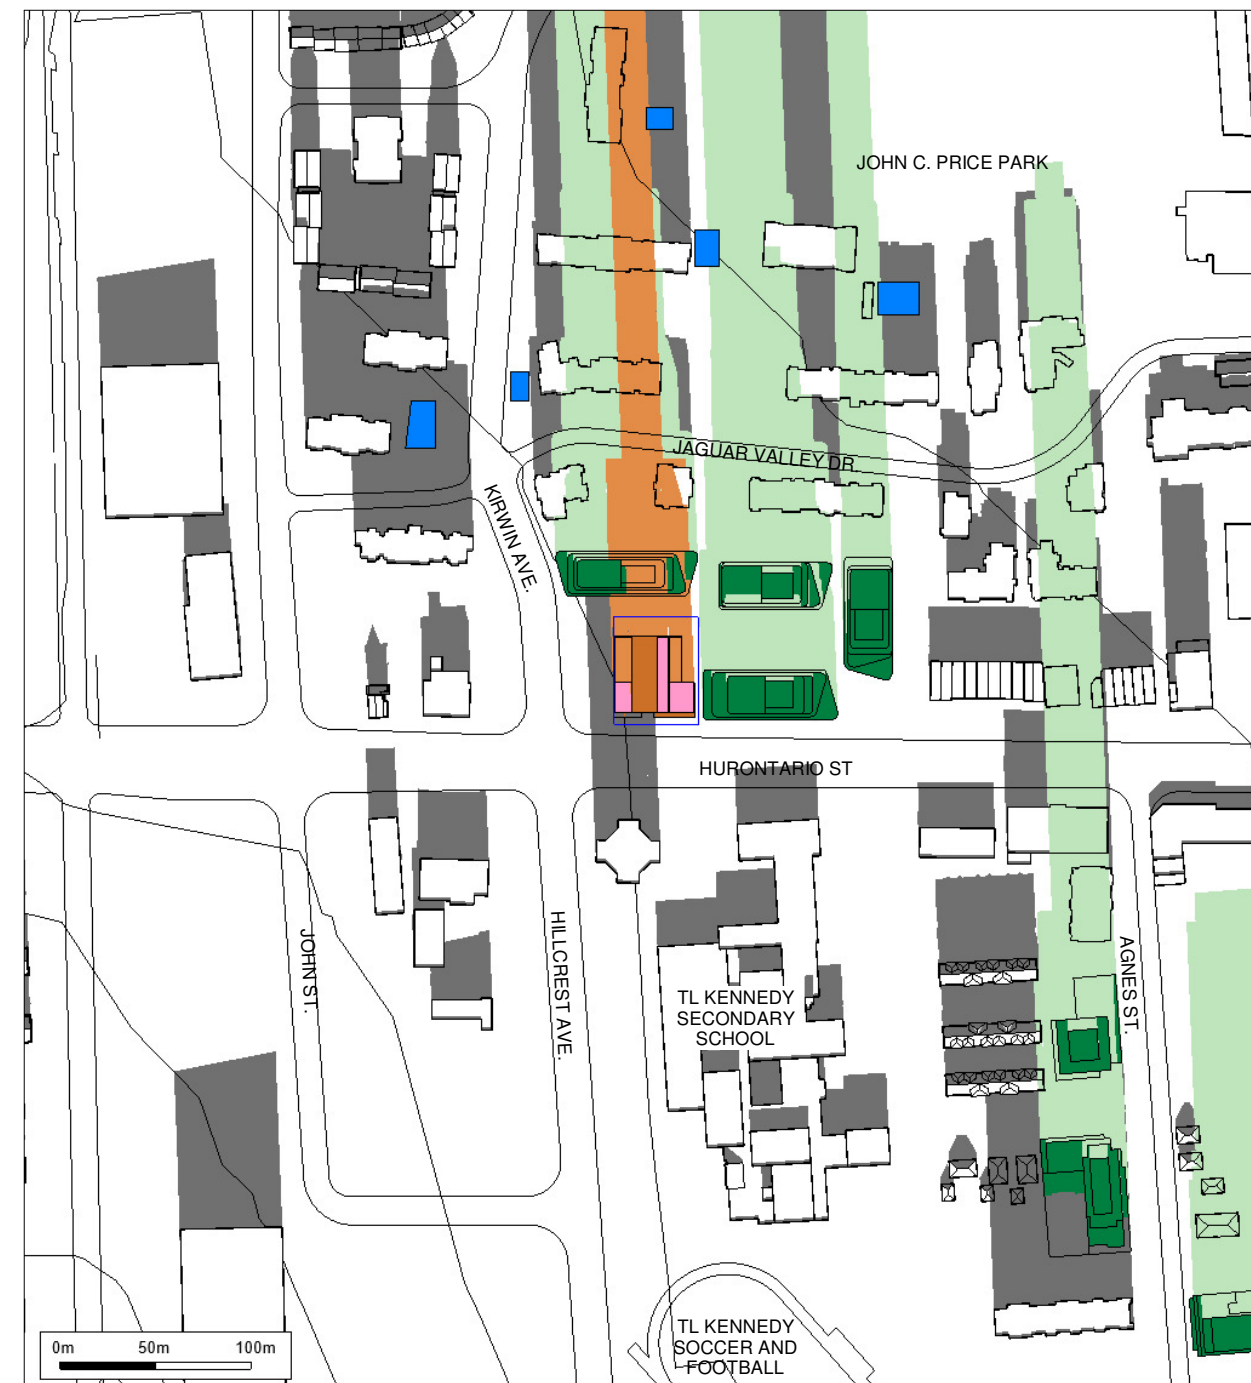 JOHN C. PRICE PARK
JAGUAR VALLEY DR
KIRWIN AVE.
HURONTARIO ST
JOHN ST.
HILLCREST AVE.
TL KENNEDY
SECONDARY
SCHOOL
AGNES ST.
TL KENNEDY
SOCCER AND
FOOTBALL
0m 50m 100m